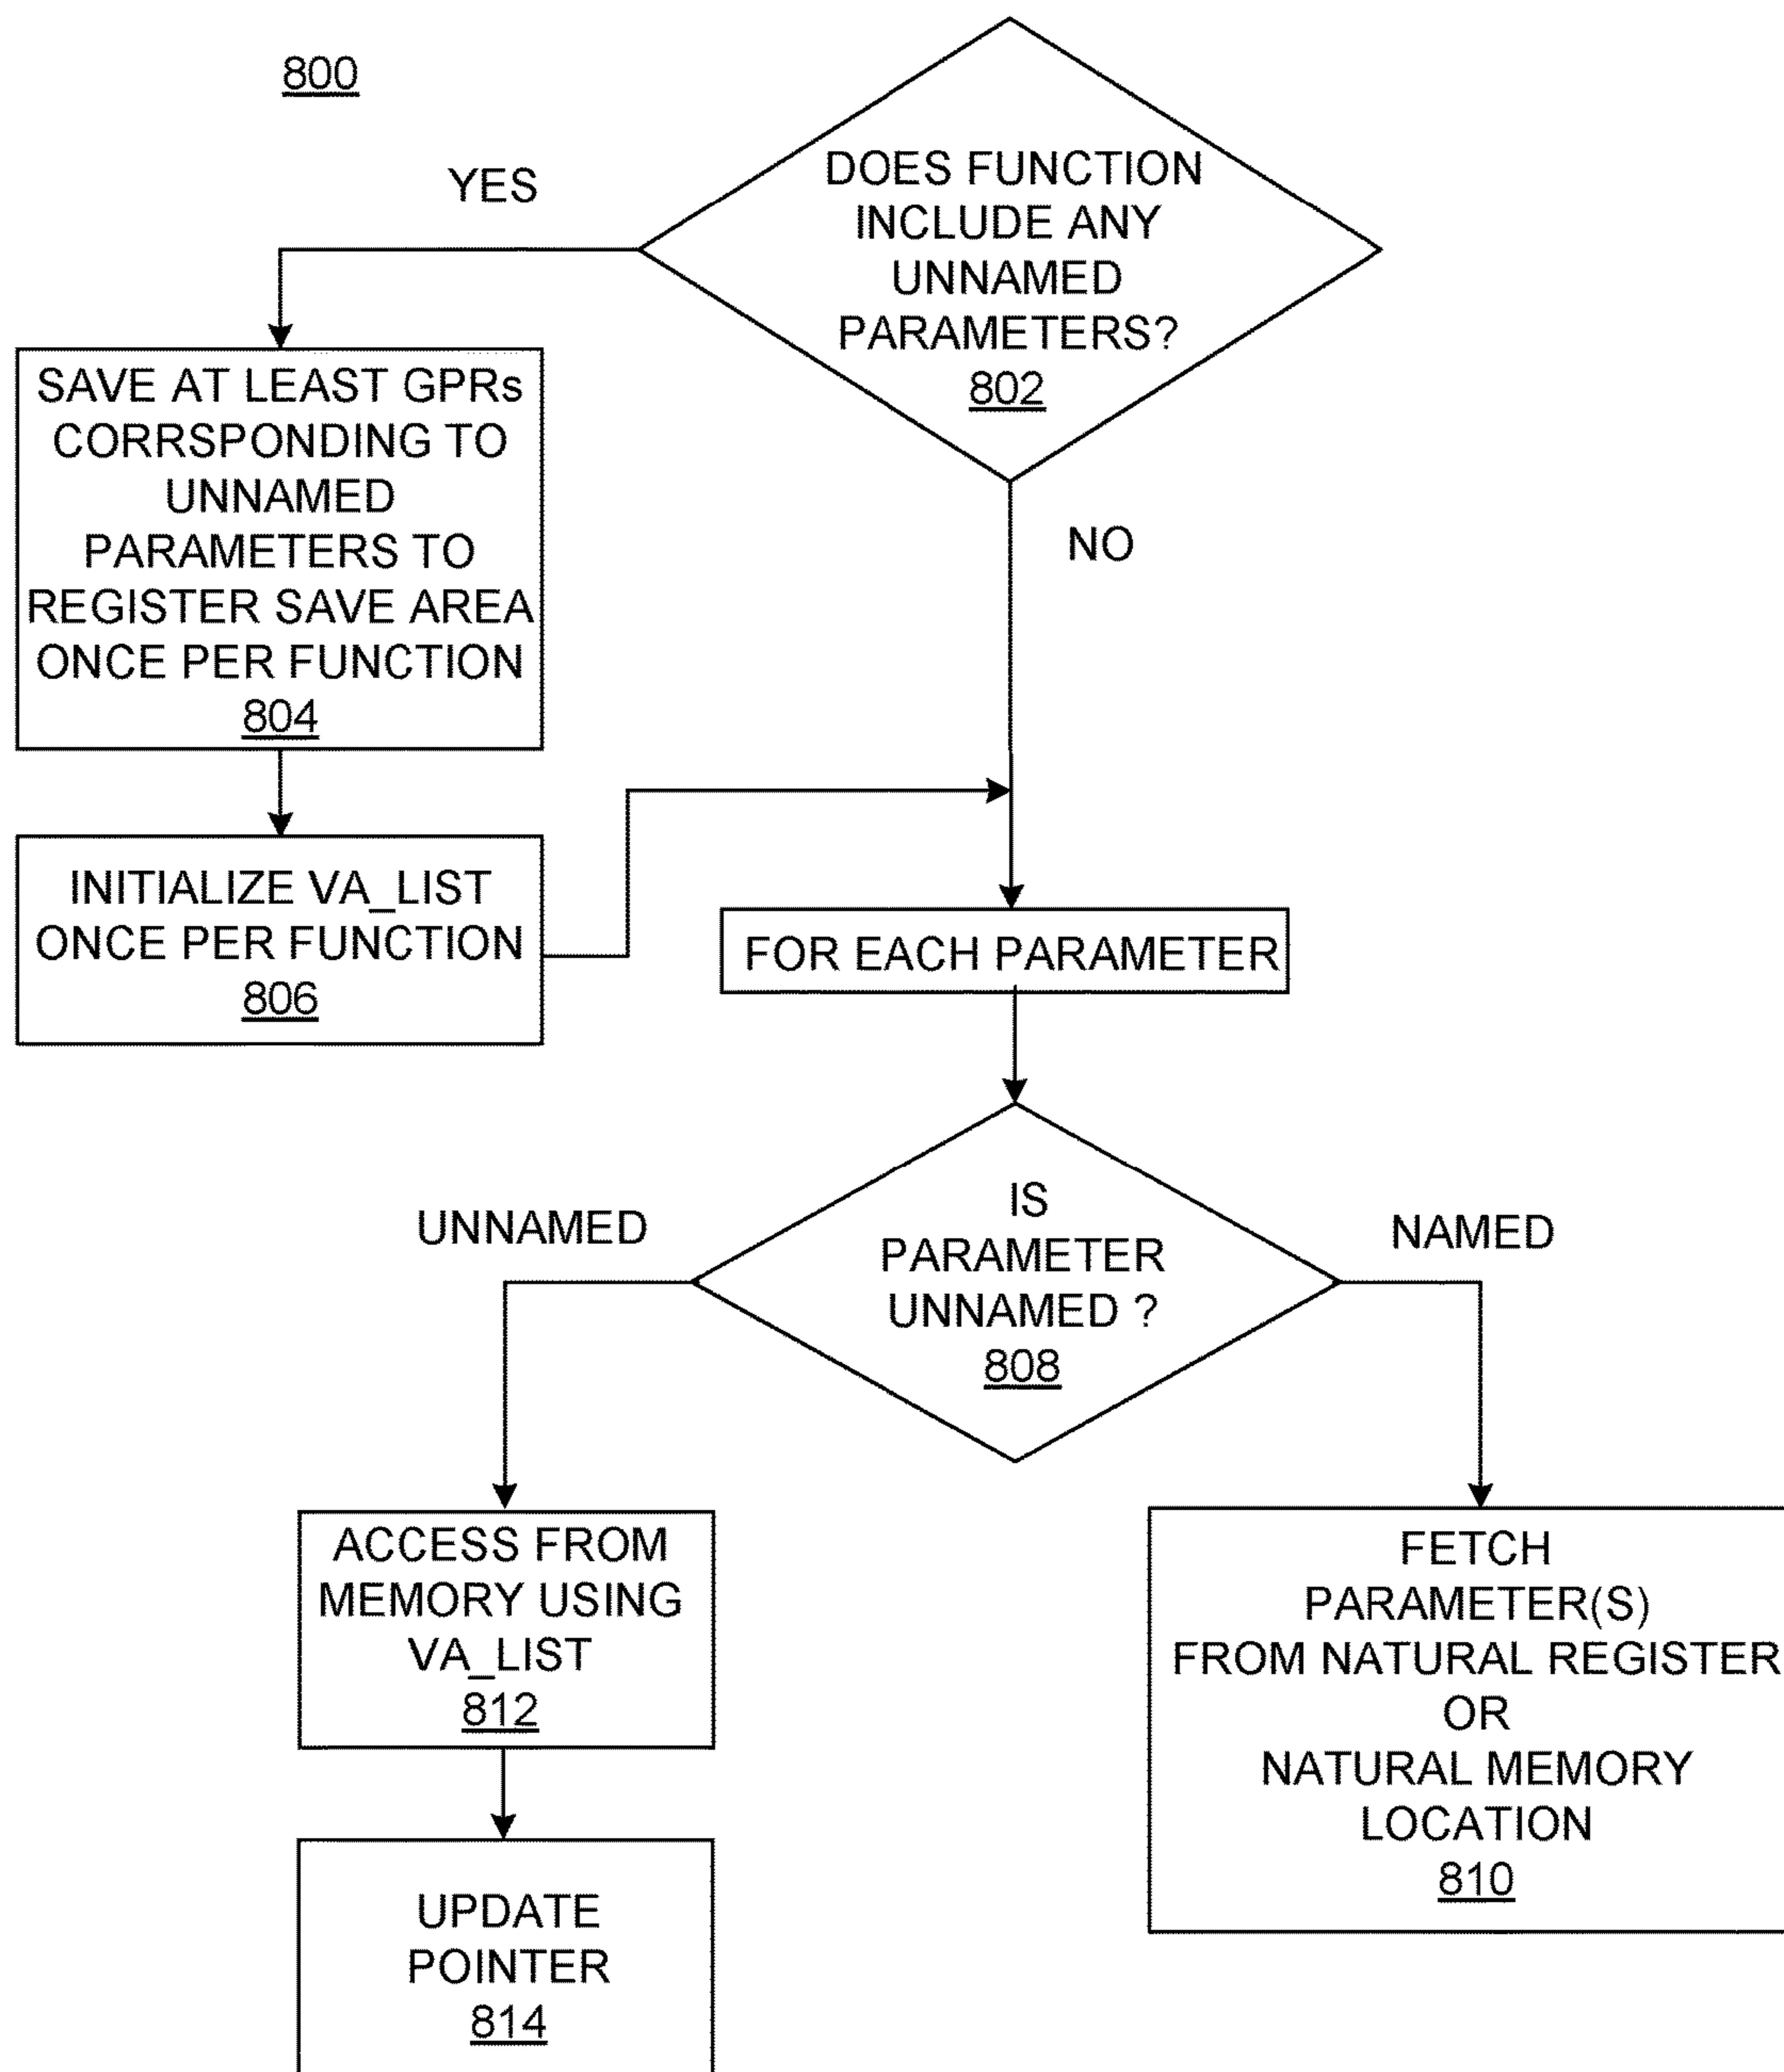 800
YES
DOES FUNCTION
INCLUDE ANY
UNNAMED
PARAMETERS?
802
SAVE AT LEAST GPRs
CORRSPONDING TO
UNNAMED
PARAMETERS TO
REGISTER SAVE AREA
ONCE PER FUNCTION
804
NO
INITIALIZE VA_LIST
ONCE PER FUNCTION
806
FOR EACH PARAMETER
UNNAMED
IS
PARAMETER
UNNAMED ?
808
NAMED
ACCESS FROM
MEMORY USING
VA_LIST
812
FETCH
PARAMETER(S)
FROM NATURAL REGISTER
OR
NATURAL MEMORY
LOCATION
810
UPDATE
POINTER
814